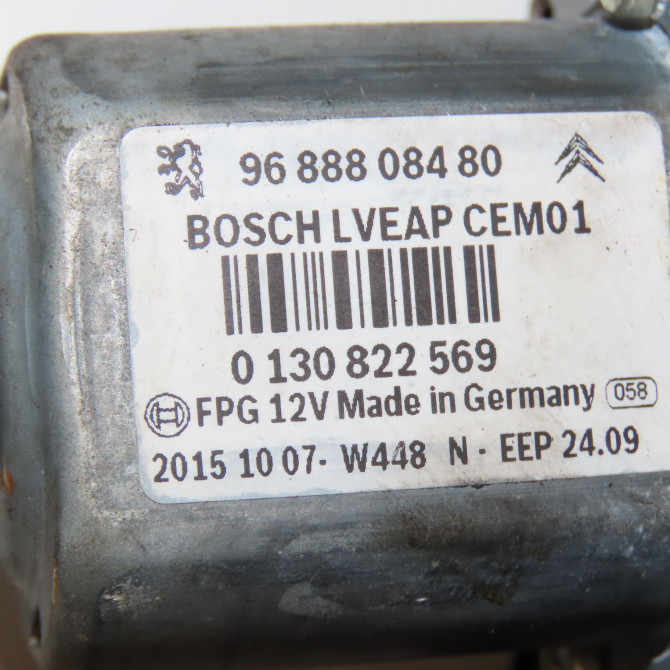 96 888 084 80
BOSCH LVEAP CEM01
0 130 822 569
FPG 12V Made in Germany 058
2015 10 07- W448 N - EEP 24.09